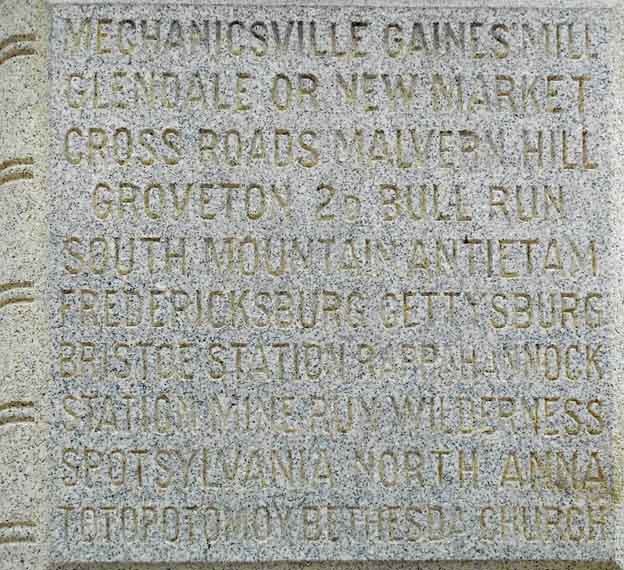 MECHANICSVILLE GAINES' MILL
GLENDALE OR NEW MARKET
CROSS ROADS MALVERN HILL
GROVETON 2D BULL RUN
SOUTH MOUNTAIN ANTIETAM
FREDERICKSBURG GETTYSBURG
BRISTOE STATION RAPPAHANNOCK
STATION MINE RUN WILDERNESS
SPOTSYLVANIA NORTH ANNA
TOTOPOTOMOY BETHESDA CHURCH